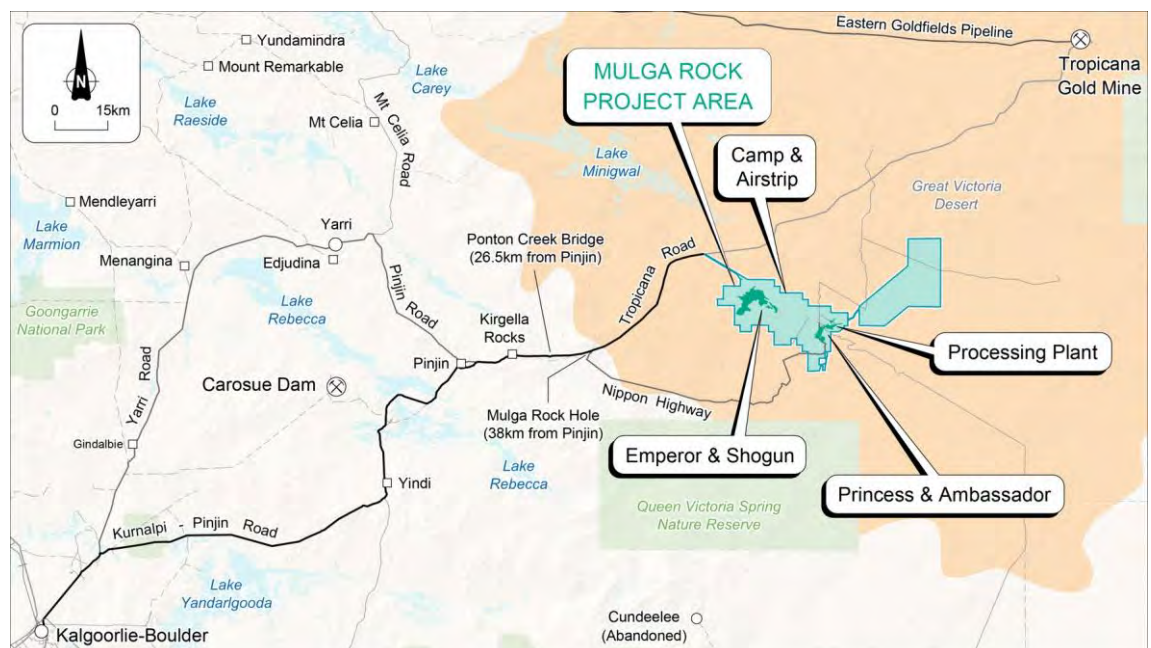 Eastern Goldfields Pipeline
Tropicana
Gold Mine
N
0 15km
Yundamindra
Mount Remarkable
Lake
Carey
Lake
Raeside
Mt Celia
Mt Celia Road
MULGA ROCK
PROJECT AREA
Camp &
Airstrip
Lake
Minigwal
Great Victoria
Desert
Mendleyarri
Lake
Marmion
Menangina
Yarri
Edjudina
Ponton Creek Bridge
(26.5km from Pinjin)
Tropicana Road
Goongarrie
National Park
Lake
Rebecca
Pinjin Road
Kirgella
Rocks
Pinjin
Processing Plant
Yarri Road
Carosue Dam
Mulga Rock Hole
(38km from Pinjin)
Nippon Highway
Gindalbie
Emperor & Shogun
Lake
Rebecca
Yindi
Princess & Ambassador
Queen Victoria Spring
Nature Reserve
Kurnalpi - Pinjin Road
Lake
Yandarlgooda
Cundeelee
(Abandoned)
Kalgoorlie-Boulder